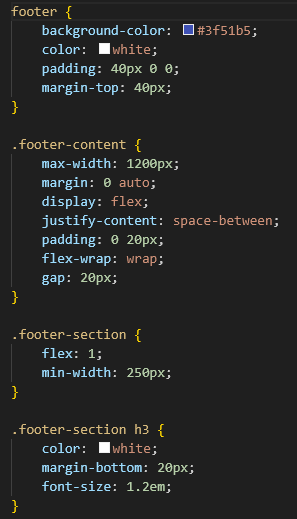 footer {
    background-color: #3f51b5;
    color: white;
    padding: 40px 0 0;
    margin-top: 40px;
}

.footer-content {
    max-width: 1200px;
    margin: 0 auto;
    display: flex;
    justify-content: space-between;
    padding: 0 20px;
    flex-wrap: wrap;
    gap: 20px;
}

.footer-section {
    flex: 1;
    min-width: 250px;
}

.footer-section h3 {
    color: white;
    margin-bottom: 20px;
    font-size: 1.2em;
}